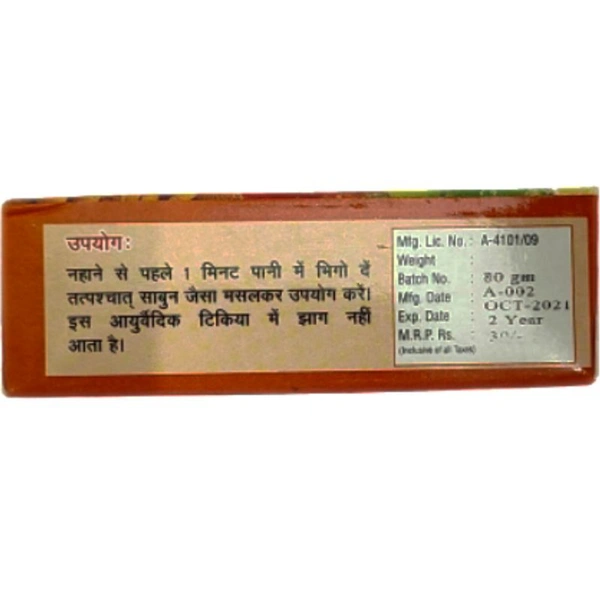 उपयोग:
नहाने से पहले 1 मिनट पानी में भिगो दें
तत्पश्चात् साबुन जैसा मसलकर उपयोग करें।
इस आयुर्वैदिक टिकिया में झाग नहीं
आता है।
Mfg. Lic. No. : A-4101/09
Weight :
Batch No. : 80 gm
Mfg. Date : A-002
OCT-2021
Exp. Date : 2 Year
M.R.P. Rs. : 30/-
(Inclusive of all Taxes)